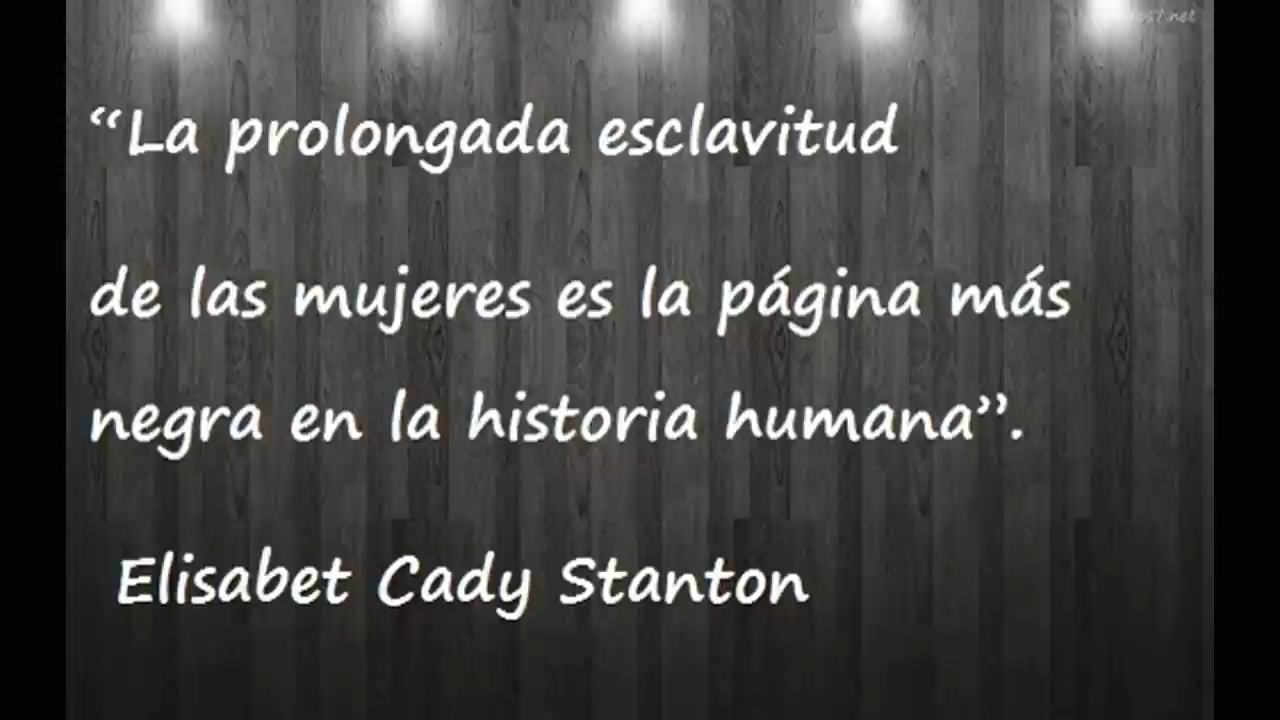 “La prolongada esclavitud
de las mujeres es la página más
negra en la historia humana”.
Elisabet Cady Stanton